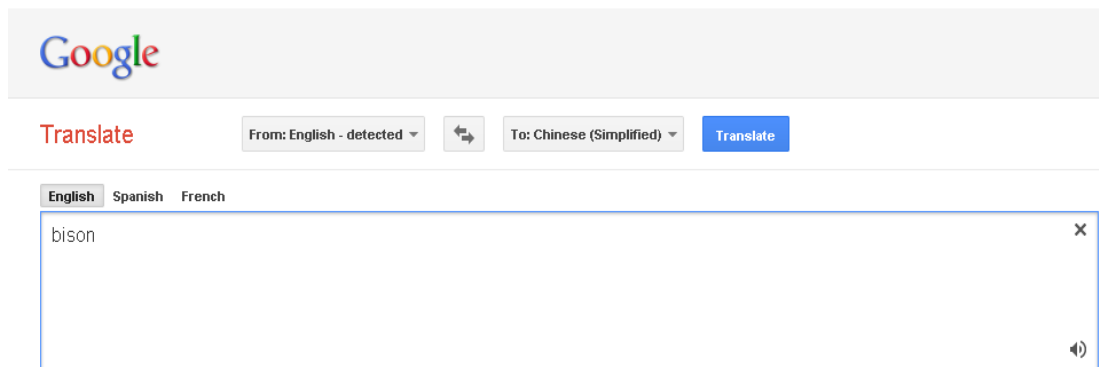 Google
Translate From: English - detected To: Chinese (Simplified) Translate
English Spanish French
bison